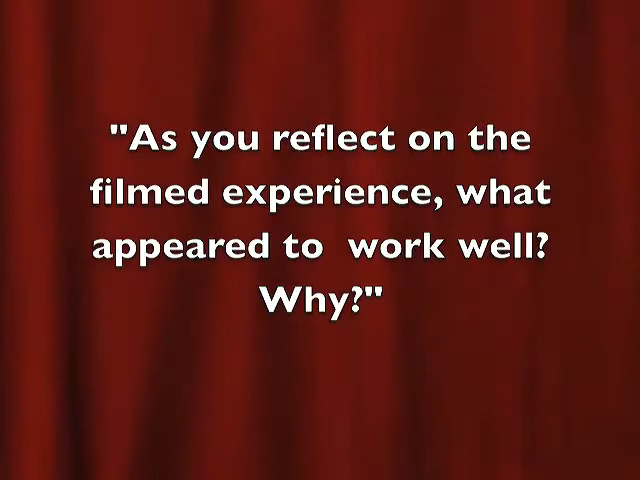 "As you reflect on the
filmed experience, what
appeared to  work well?
Why?"